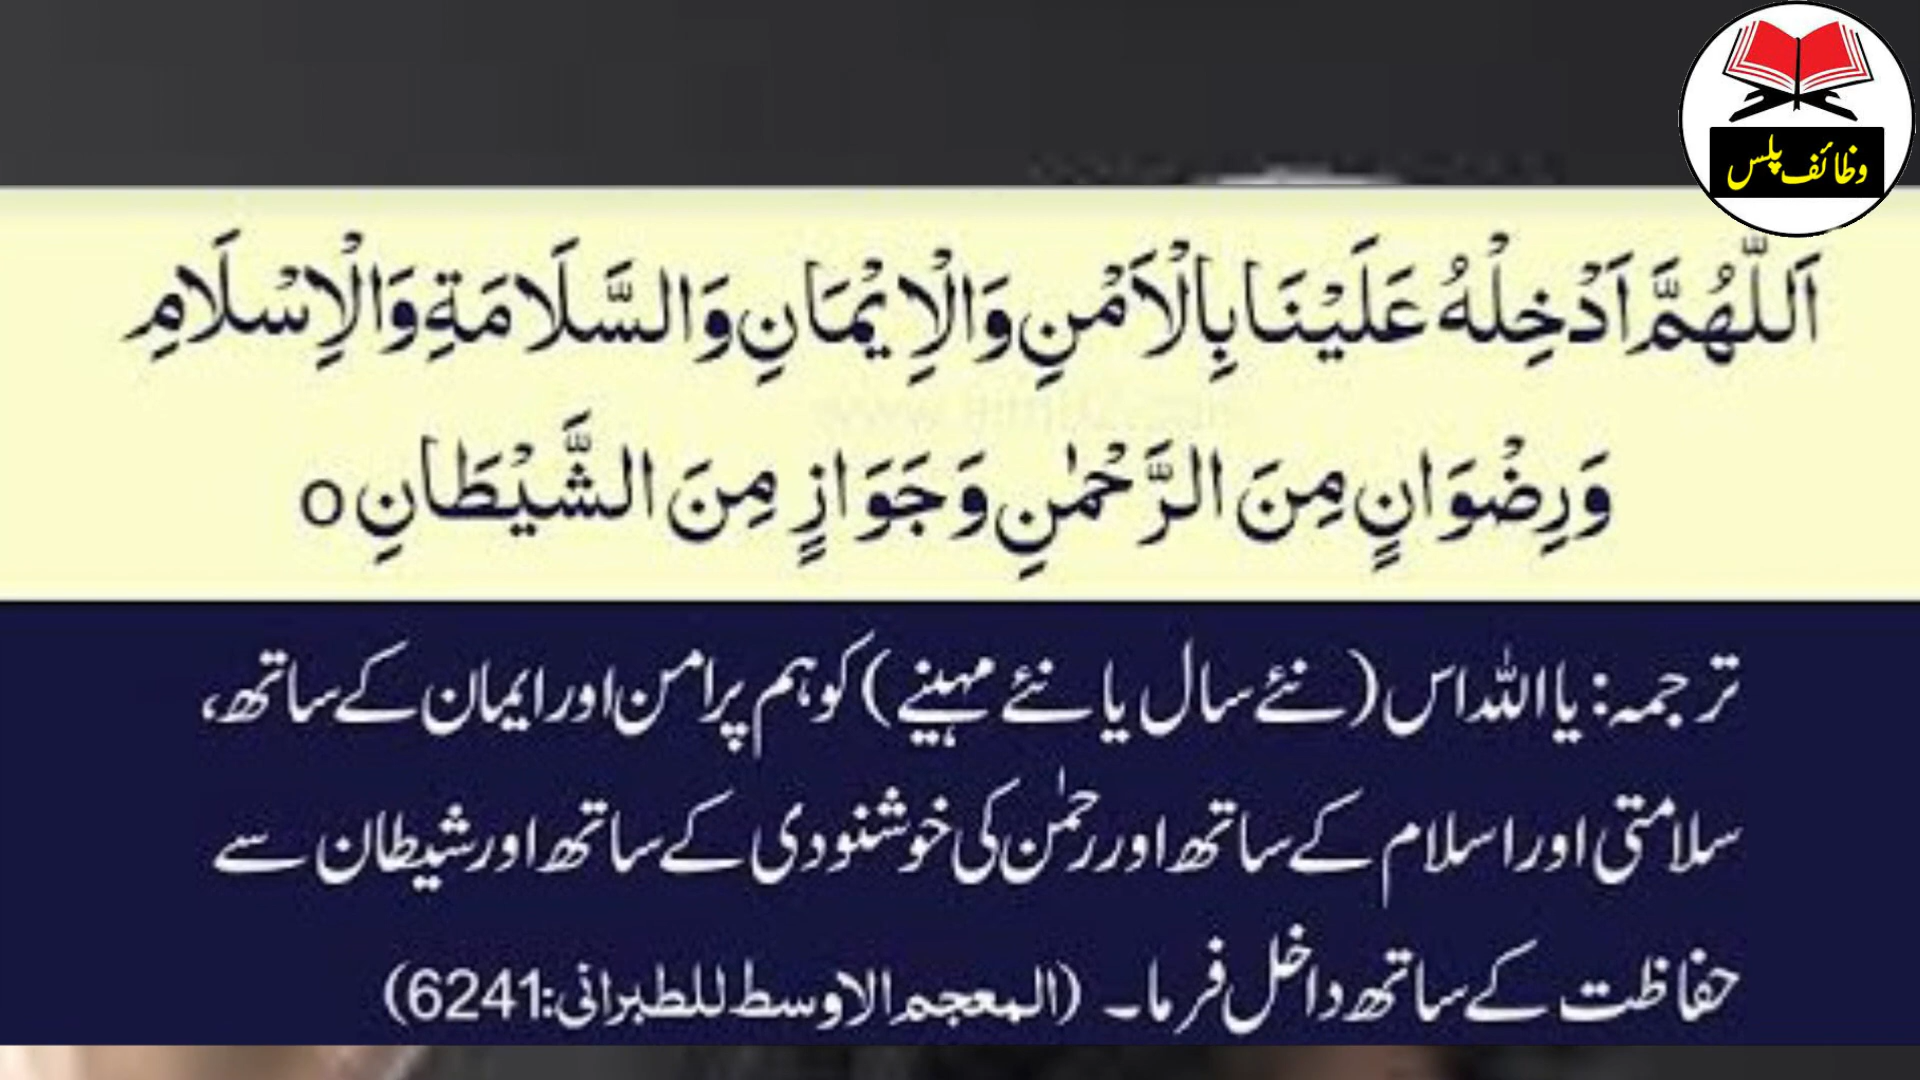 وظائف پلس
اَللّٰهُمَّ اَدْخِلْهُ عَلَيْنَا بِالْاَمْنِ وَالْاِيْمَانِ وَالسَّلَامَةِ وَالْاِسْلَامِ
وَرِضْوَانٍ مِنَ الرَّحْمٰنِ وَجَوَازٍ مِنَ الشَّيْطَانِ o
ترجمہ: یا اللہ اس (نئے سال یا نئے مہینے) کو ہم پر امن اور ایمان کے ساتھ،
سلامتی اور اسلام کے ساتھ اور رحمٰن کی خوشنودی کے ساتھ اور شیطان سے
حفاظت کے ساتھ داخل فرما۔ (المعجم الاوسط للطبرانی:6241)